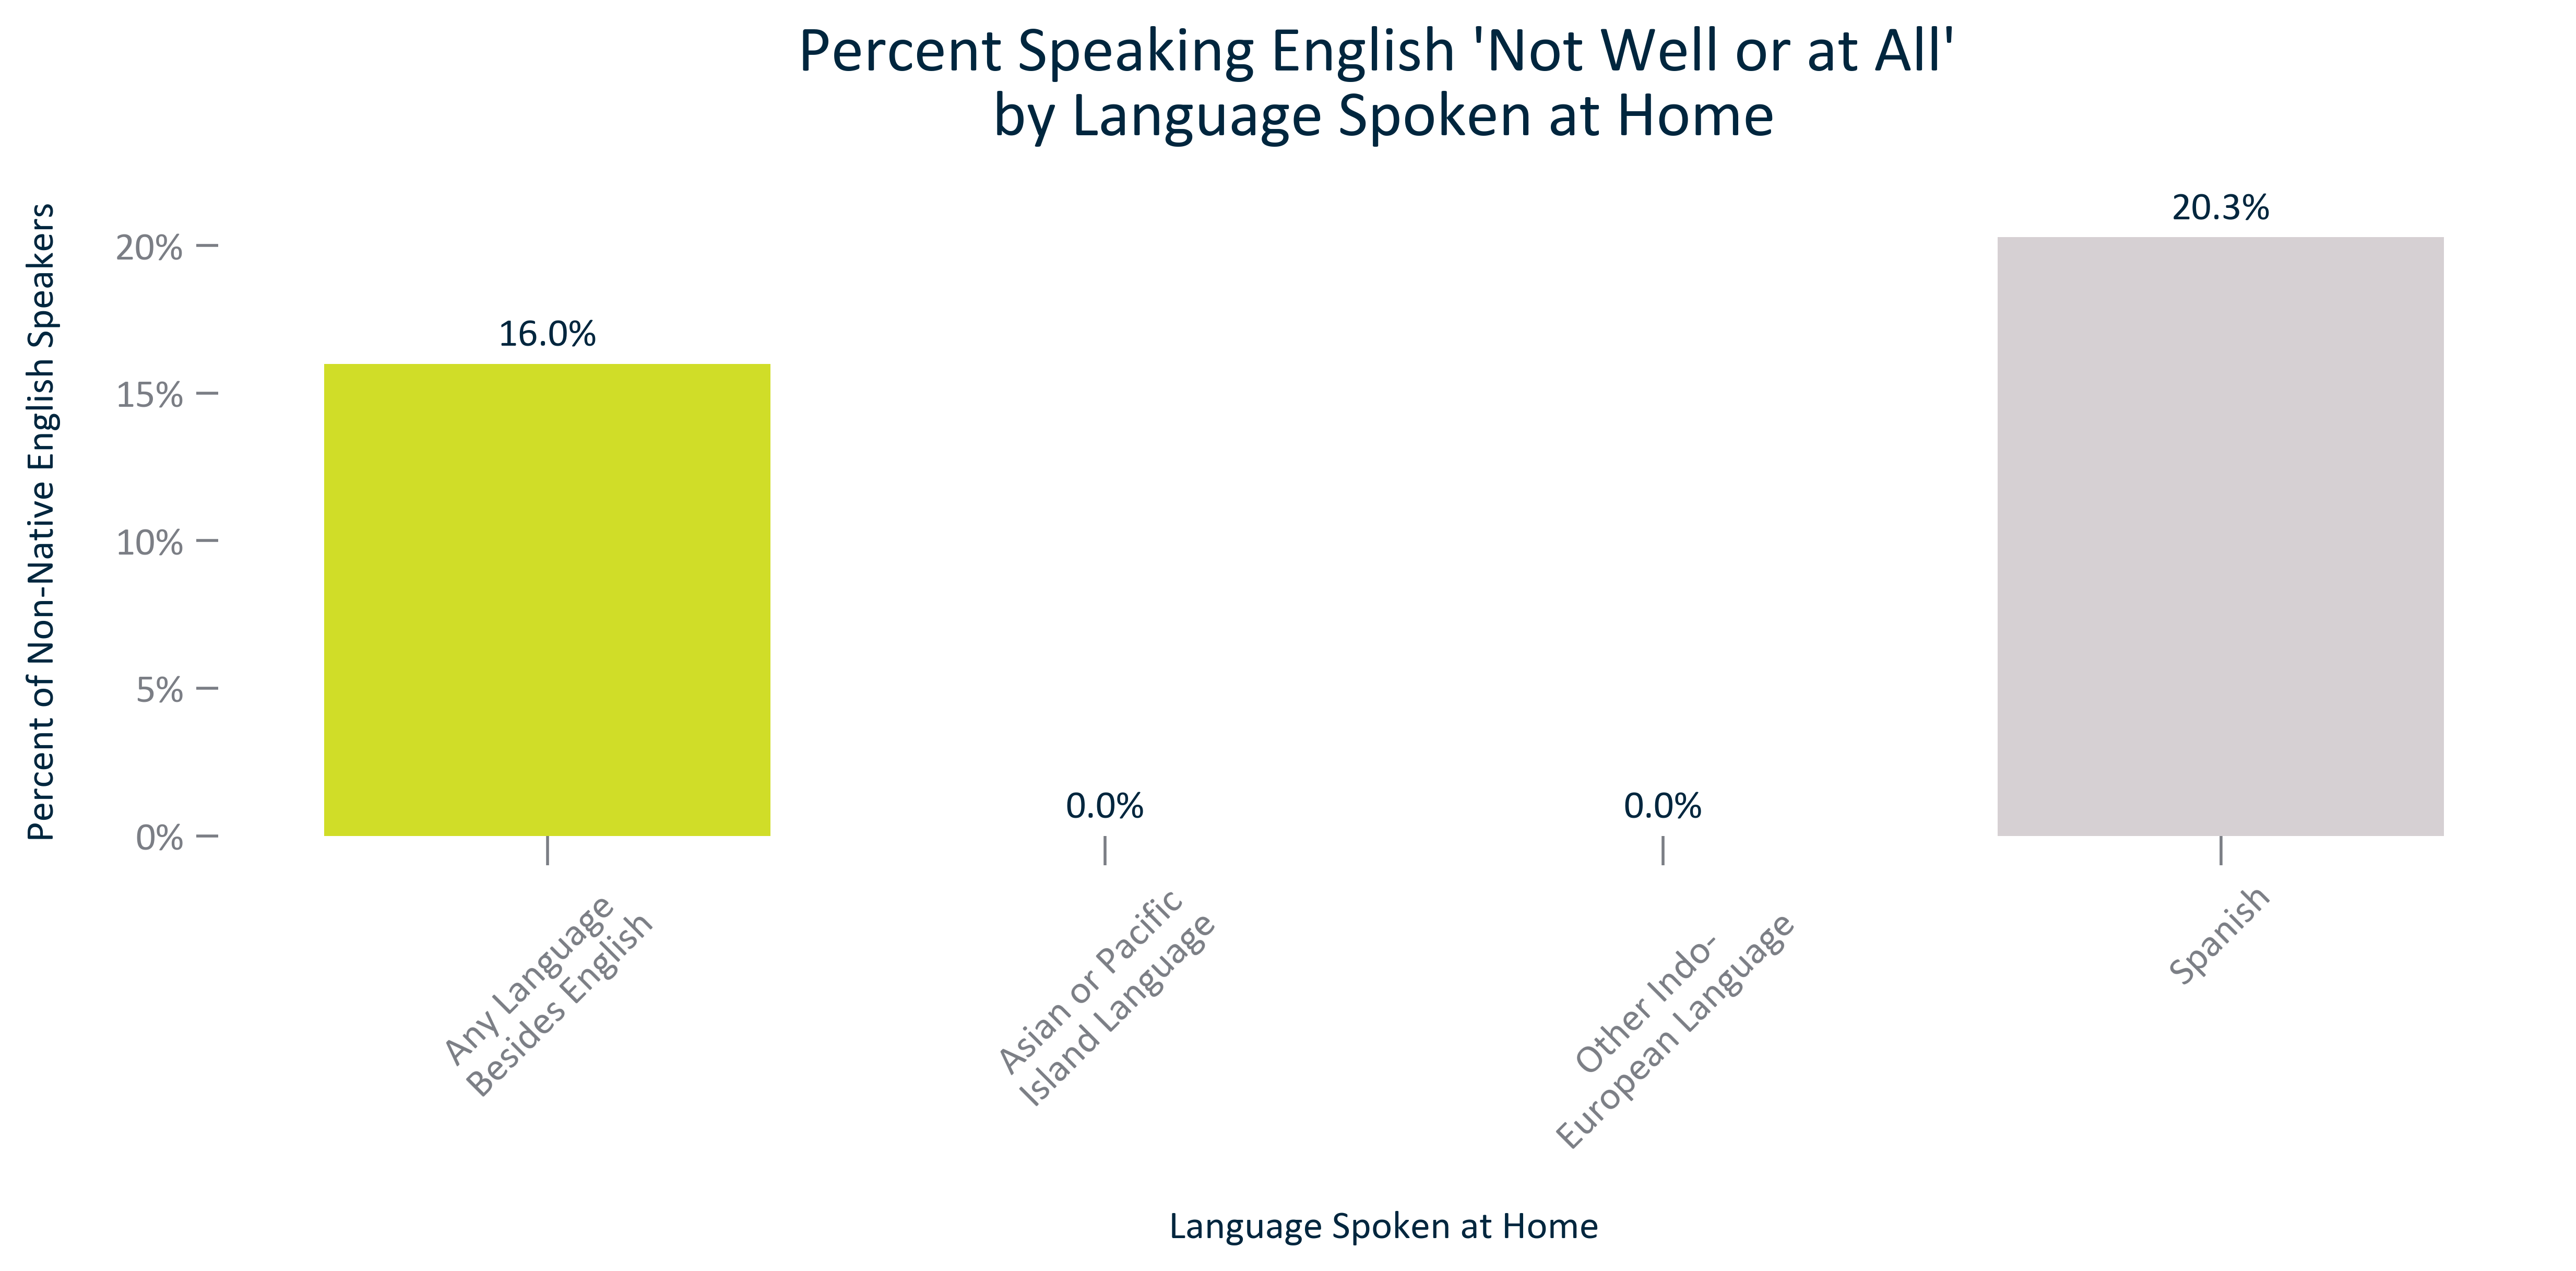 Percent Speaking English 'Not Well or at All'
by Language Spoken at Home
Percent of Non-Native English Speakers
20%
15%
10%
5%
0%
16.0%
0.0%
0.0%
20.3%
Any Language
Besides English
Asian or Pacific
Island Language
Other Indo-
European Language
Spanish
Language Spoken at Home